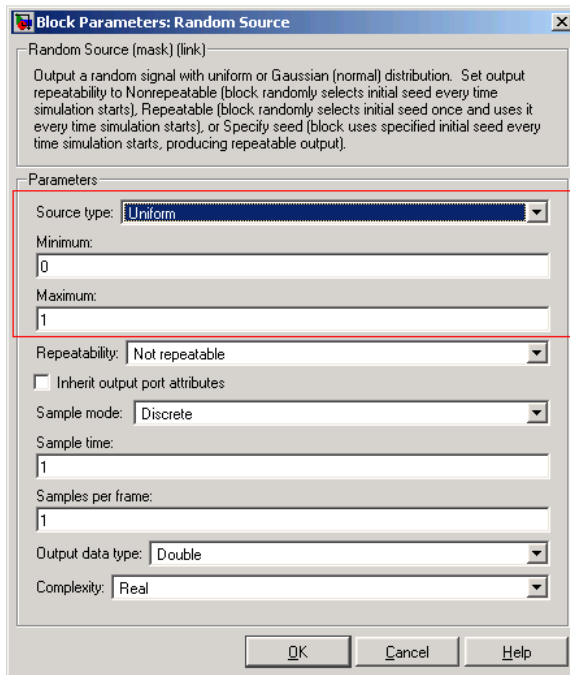 Block Parameters: Random Source
Random Source (mask) (link)
Output a random signal with uniform or Gaussian (normal) distribution. Set output
repeatability to Nonrepeatable (block randomly selects initial seed every time
simulation starts), Repeatable (block randomly selects initial seed once and uses it
every time simulation starts), or Specify seed (block uses specified initial seed every
time simulation starts, producing repeatable output).
Parameters
Source type: Uniform
Minimum:
0
Maximum:
1
Repeatability: Not repeatable
Inherit output port attributes
Sample mode: Discrete
Sample time:
1
Samples per frame:
1
Output data type: Double
Complexity: Real
OK Cancel Help